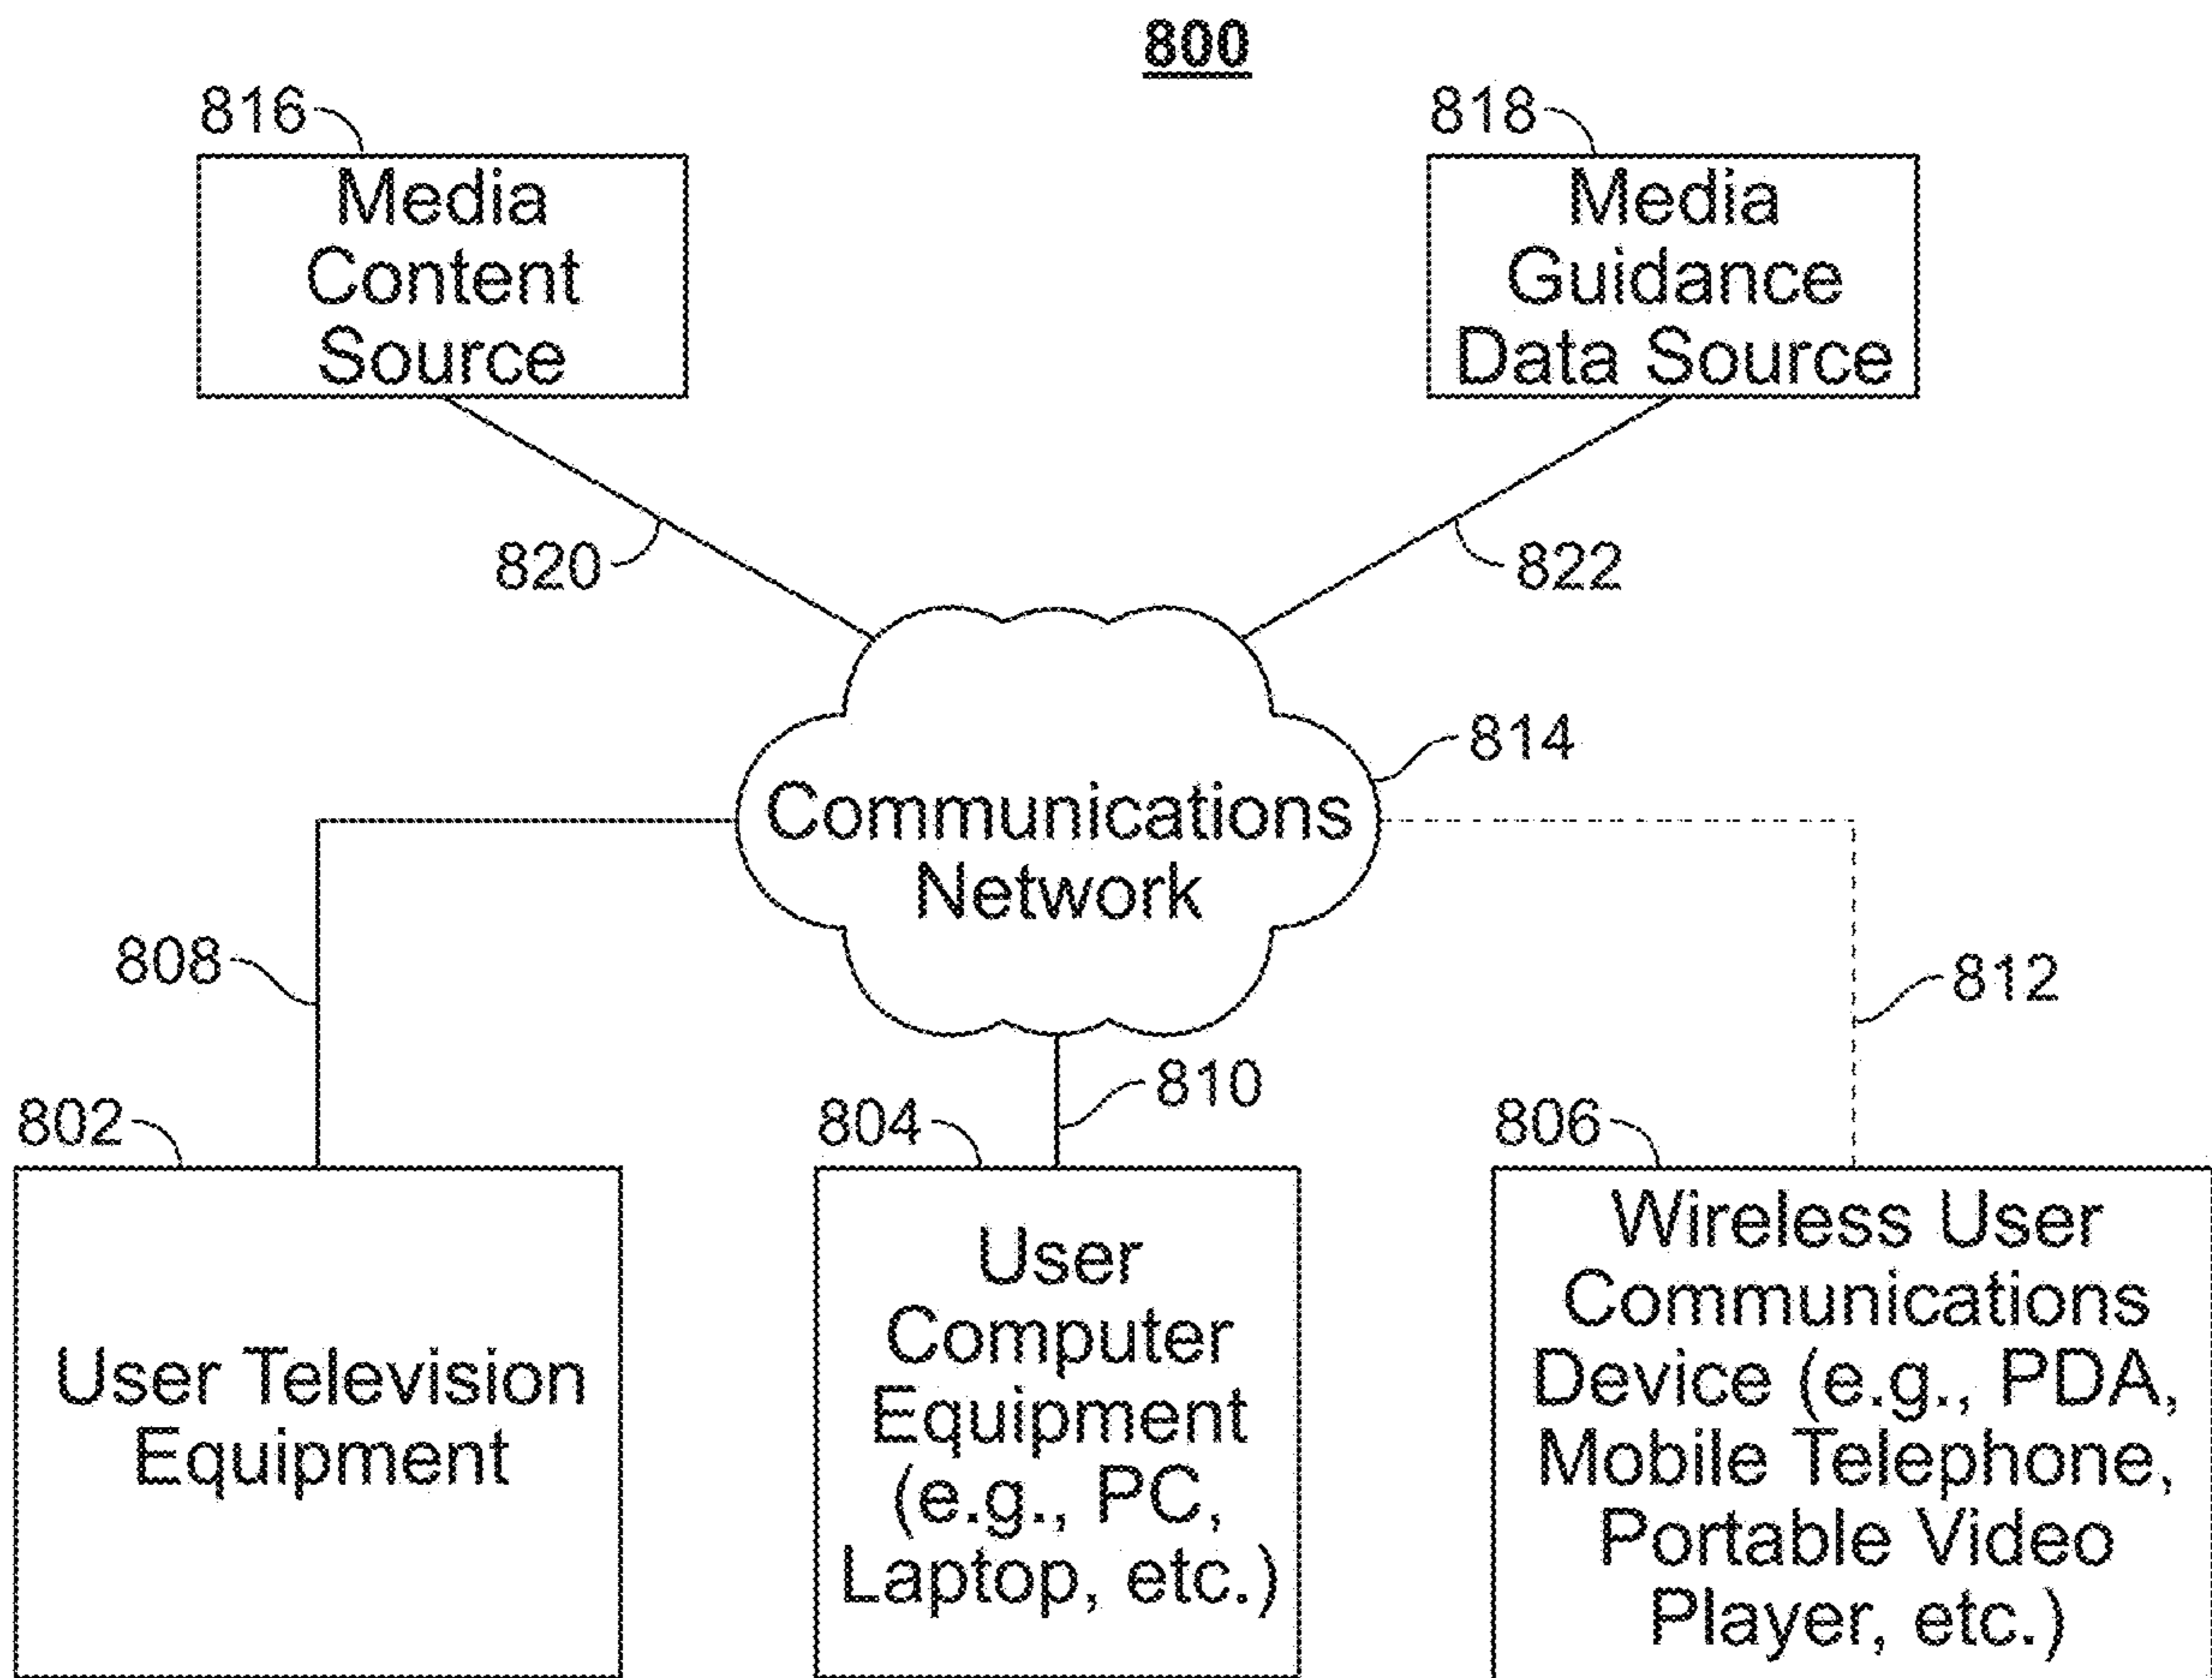 800
816
818
Media
Content
Source
Media
Guidance
Data Source
820
822
814
Communications
Network
808
812
810
802
804
806
User Television
Equipment
User
Computer
Equipment
(e.g., PC,
Laptop, etc.)
Wireless User
Communications
Device (e.g., PDA,
Mobile Telephone,
Portable Video
Player, etc.)